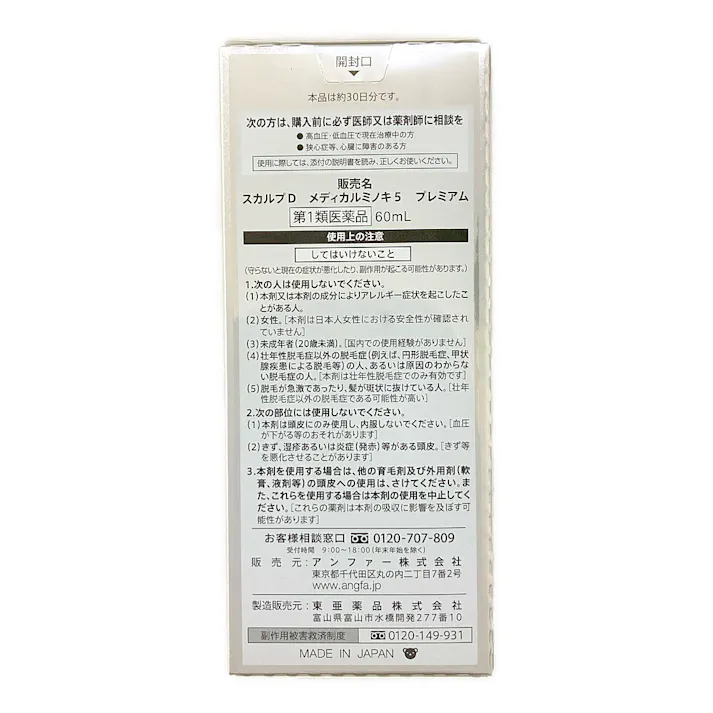 開封口
本品は約30日分です。
次の方は、購入前に必ず医師又は薬剤師に相談を
● 高血圧・低血圧で現在治療中の方
● 狭心症等、心臓に障害のある方
使用に際しては、添付の説明書を読み、正しくお使いください。
販売名
スカルプD メディカルミノキ5 プレミアム
第1類医薬品 60mL
使用上の注意
してはいけないこと
(守らないと現在の症状が悪化したり、副作用が起こる可能性があります。)
1.次の人は使用しないでください。
(1)本剤又は本剤の成分によりアレルギー症状を起こしたこ
とがある人。
(2)女性。[本剤は日本人女性における安全性が確認され
ていません]
(3)未成年者(20歳未満)。[国内での使用経験がありません]
(4)壮年性脱毛症以外の脱毛症(例えば、円形脱毛症、甲状
腺疾患による脱毛等)の人、あるいは原因のわからな
い脱毛症の人。[本剤は壮年性脱毛症でのみ有効です]
(5)脱毛が急激であったり、髪が斑状に抜けている人。[壮年
性脱毛症以外の脱毛症である可能性が高い]
2.次の部位には使用しないでください。
(1)本剤は頭皮にのみ使用し、内服しないでください。[血圧
が下がる等のおそれがあります]
(2)きず、湿疹あるいは炎症(発赤)等がある頭皮。[きず等
を悪化させることがあります]
3.本剤を使用する場合は、他の育毛剤及び外用剤(軟
膏、液剤等)の頭皮への使用は、さけてください。ま
た、これらを使用する場合は本剤の使用を中止してく
ださい。[これらの薬剤は本剤の吸収に影響を及ぼす可
能性があります]
お客様相談窓口 0120-707-809
受付時間 9:00~18:00(年末年始を除く)
販売元:アンファー株式会社
東京都千代田区丸の内二丁目7番2号
www.angfa.jp
製造販売元:東亜薬品株式会社
富山県富山市水橋開発277番10
副作用被害救済制度 0120-149-931
MADE IN JAPAN